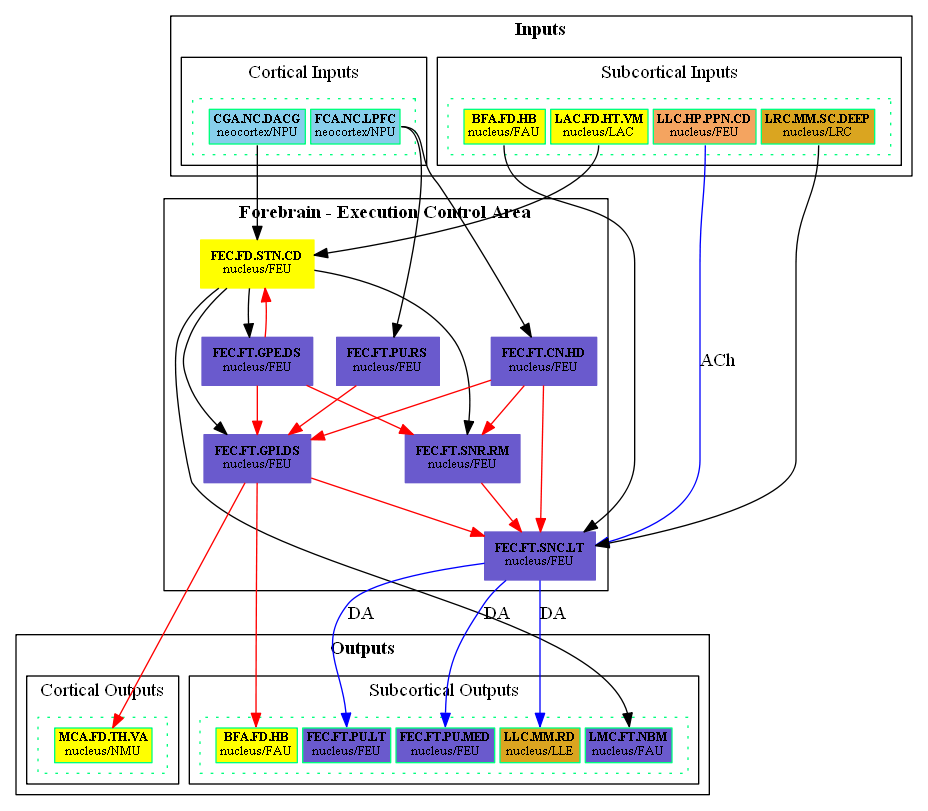 Inputs
Cortical Inputs
Subcortical Inputs
CGA.NC.DACG
neocortex/NPU
FCA.NC.LPFC
neocortex/NPU
BFA.FD.HB
nucleus/FAU
LAC.FD.HT.VM
nucleus/LAC
LLC.HP.PPN.CD
nucleus/FEU
LRC.MM.SC.DEEP
nucleus/LRC
Forebrain - Execution Control Area
FEC.FD.STN.CD
nucleus/FEU
FEC.FT.GPE.DS
nucleus/FEU
FEC.FT.PU.RS
nucleus/FEU
FEC.FT.CN.HD
nucleus/FEU
ACh
FEC.FT.GPI.DS
nucleus/FEU
FEC.FT.SNR.RM
nucleus/FEU
FEC.FT.SNC.LT
nucleus/FEU
DA
DA
DA
Outputs
Cortical Outputs
Subcortical Outputs
MCA.FD.TH.VA
nucleus/NMU
BFA.FD.HB
nucleus/FAU
FEC.FT.PU.LT
nucleus/FEU
FEC.FT.PU.MED
nucleus/FEU
LLC.MM.RD
nucleus/LLE
LMC.FT.NBM
nucleus/FAU